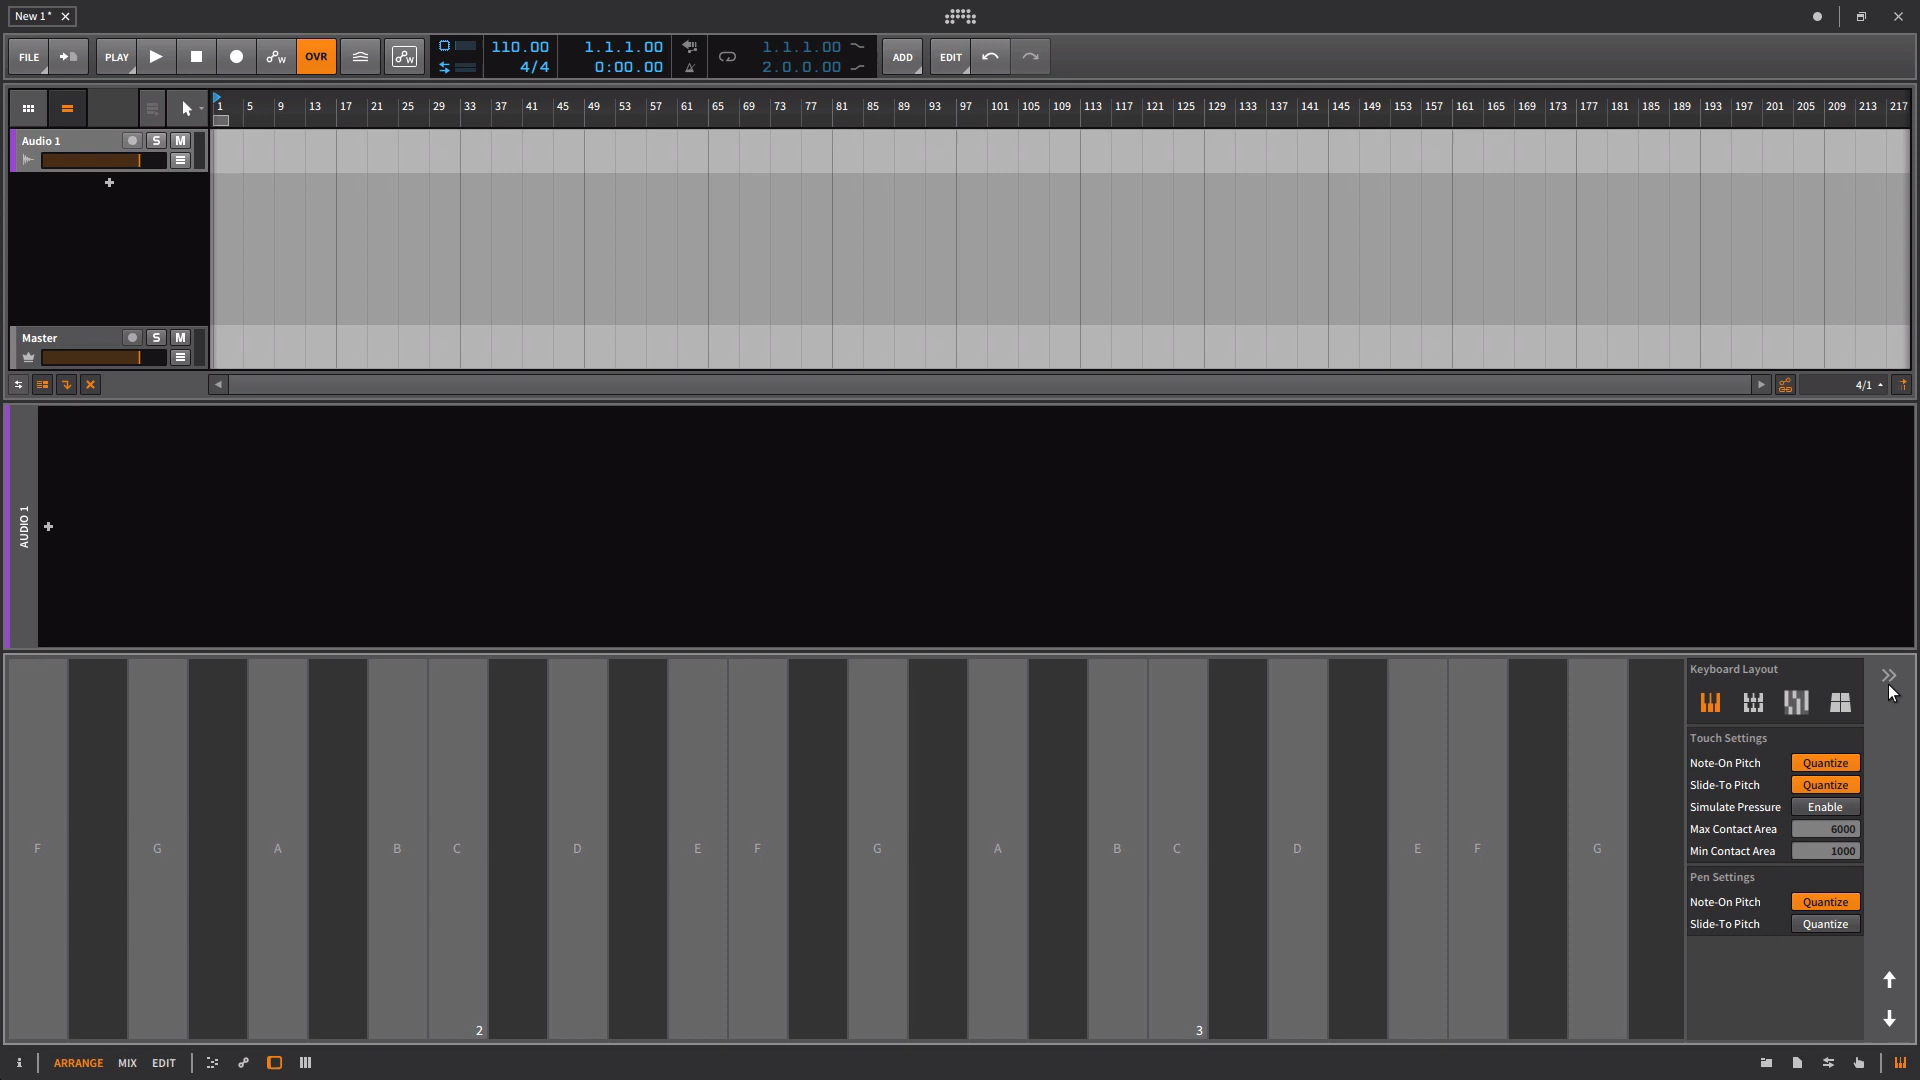 New 1*
FILE PLAY OVR 110.00 1.1.1.00 1.1.1.00 ADD EDIT
4/4 0:00.00 2.0.0.00
1 5 9 13 17 21 25 29 33 37 41 45 49 53 57 61 65 69 73 77 81 85 89 93 97 101 105 109 113 117 121 125 129 133 137 141 145 149 153 157 161 165 169 173 177 181 185 189 193 197 201 205 209 213 217
Audio 1 S M
Master S M
4/1
AUDIO 1
Keyboard Layout
Touch Settings
Note-On Pitch Quantize
Slide-To Pitch Quantize
Simulate Pressure Enable
Max Contact Area 6000
Min Contact Area 1000
Pen Settings
Note-On Pitch Quantize
Slide-To Pitch Quantize
F G A B C D E F G A B C D E F G
2 3
i ARRANGE MIX EDIT